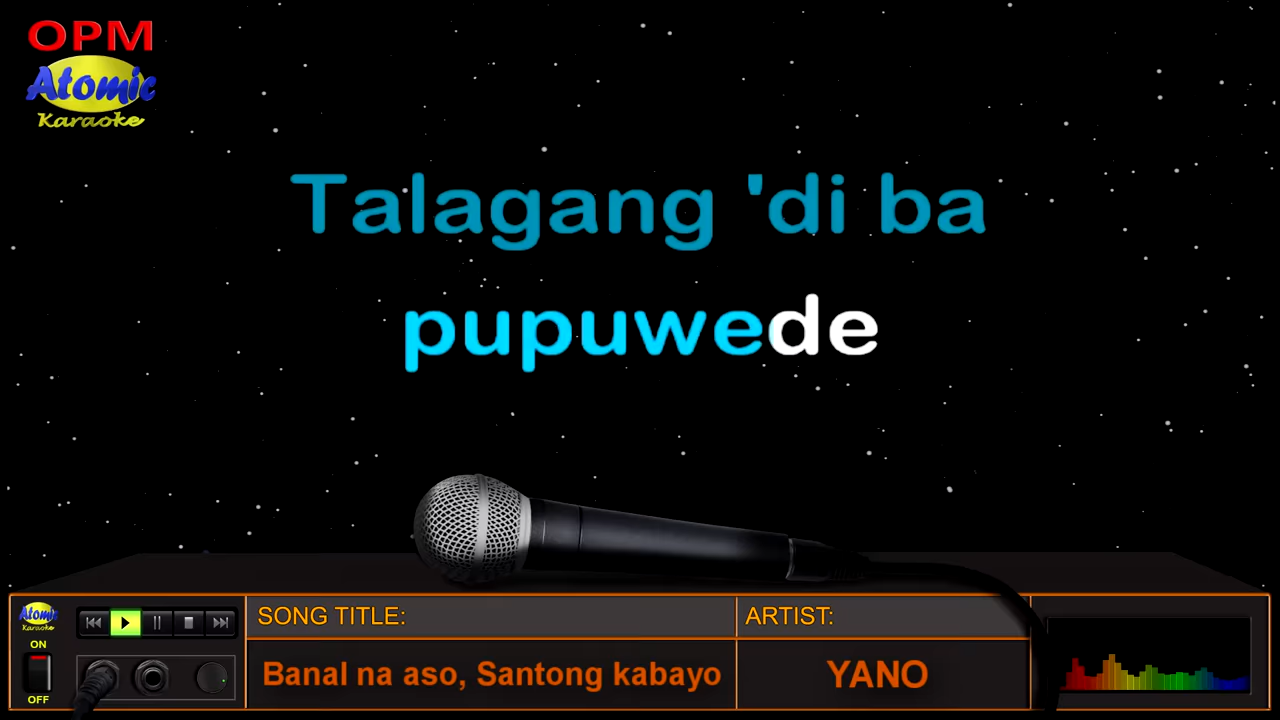 OPM
Atomic
Karaoke
Talagang 'di ba
pupuwede
Atomic
Karaoke
ON
OFF
SONG TITLE:
ARTIST:
Banal na aso, Santong kabayo
YANO